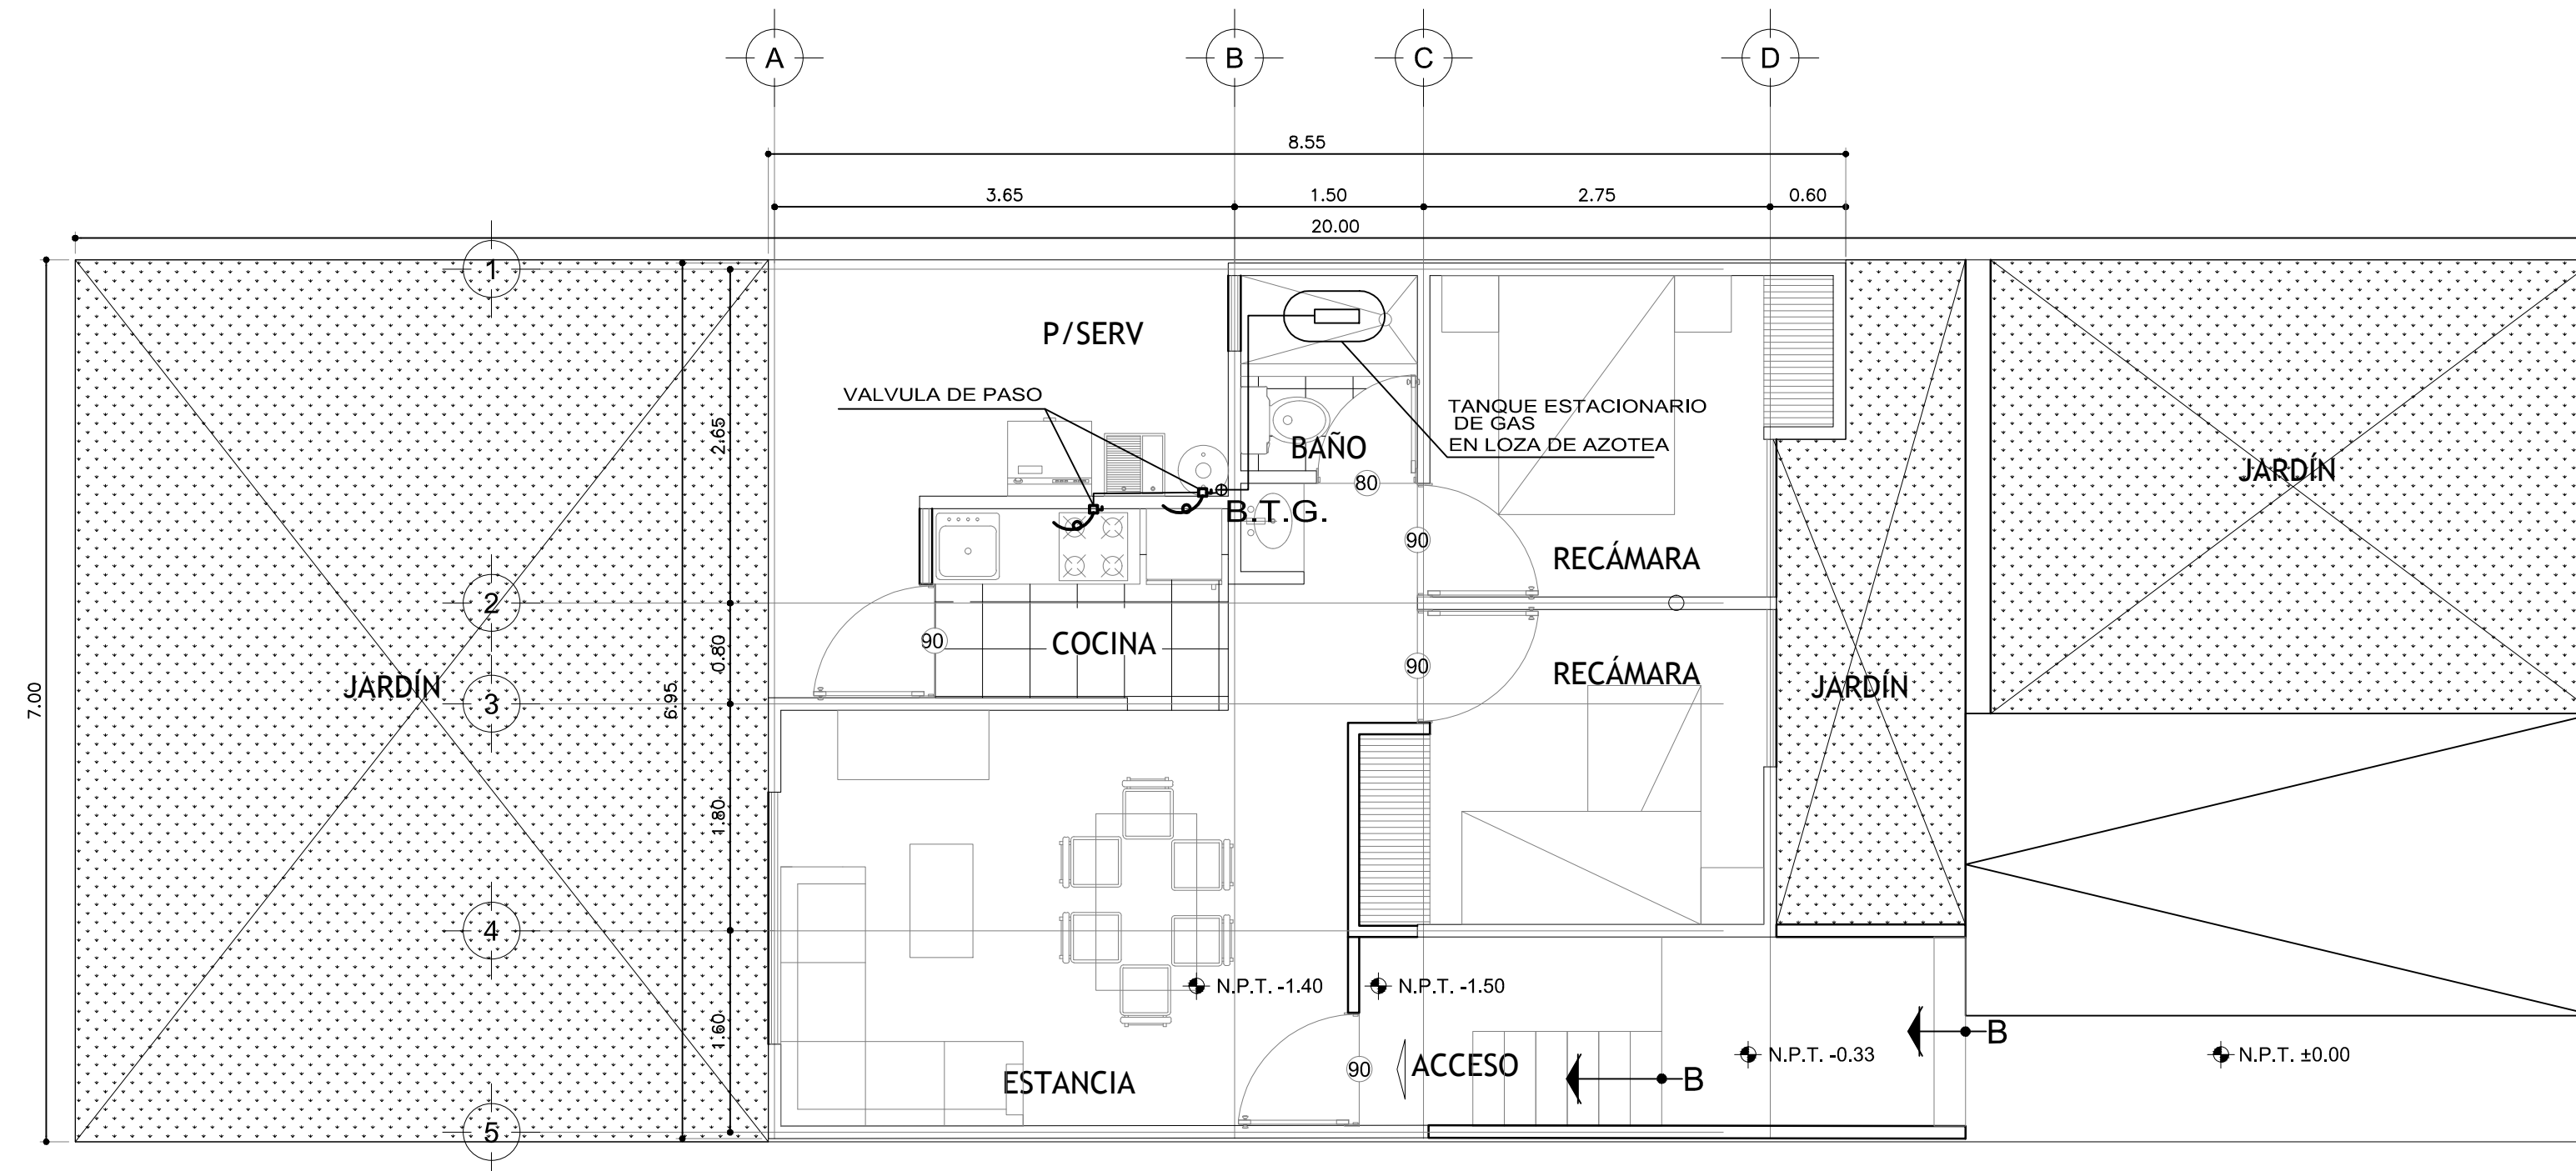 A
B
C
D
8.55
3.65
1.50
2.75
0.60
20.00
1
P/SERV
VALVULA DE PASO
TANQUE ESTACIONARIO
DE GAS
EN LOZA DE AZOTEA
2.65
BAÑO
JARDÍN
80
B.T.G.
90
RECÁMARA
2
90
COCINA
0.80
90
RECÁMARA
JARDÍN
JARDÍN
7.00
6.95
3
1.80
4
N.P.T. -1.40
N.P.T. -1.50
1.60
B
N.P.T. -0.33
N.P.T. ±0.00
90
ACCESO
B
ESTANCIA
5